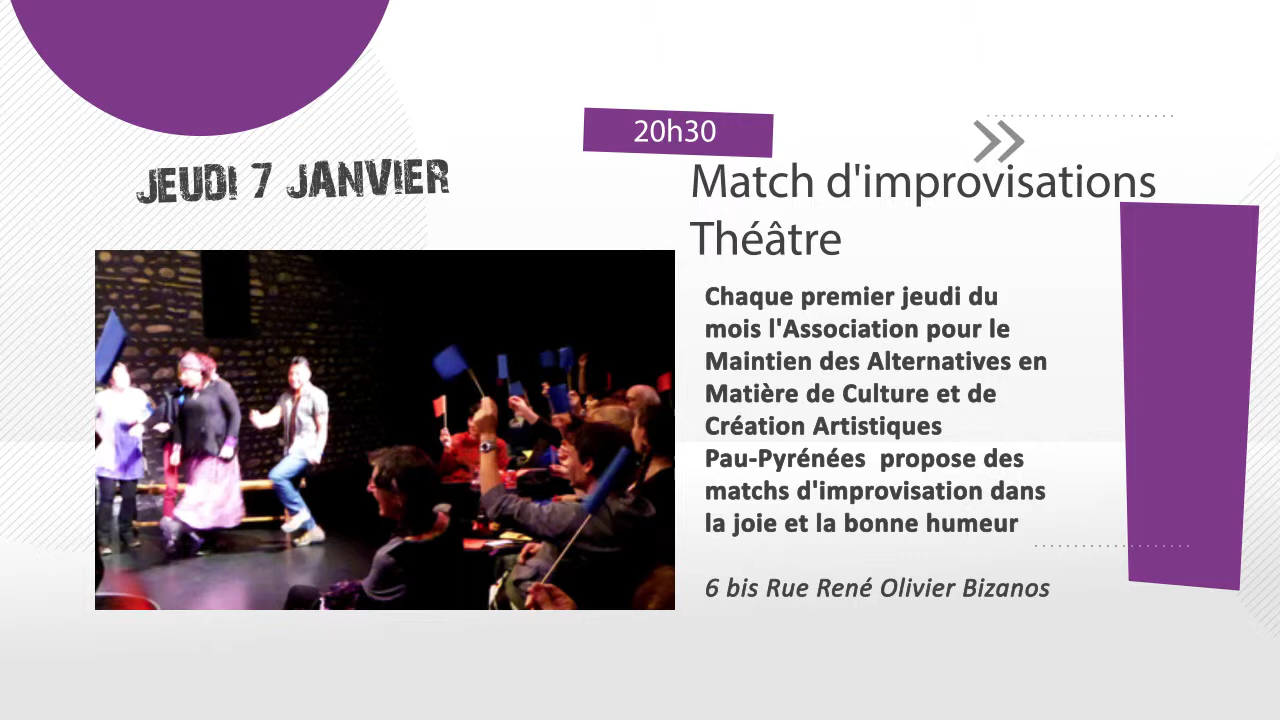 JEUDI 7 JANVIER
20h30
Match d'improvisations
Théâtre
Chaque premier jeudi du
mois l'Association pour le
Maintien des Alternatives en
Matière de Culture et de
Création Artistiques
Pau-Pyrénées  propose des
matchs d'improvisation dans
la joie et la bonne humeur
6 bis Rue René Olivier Bizanos